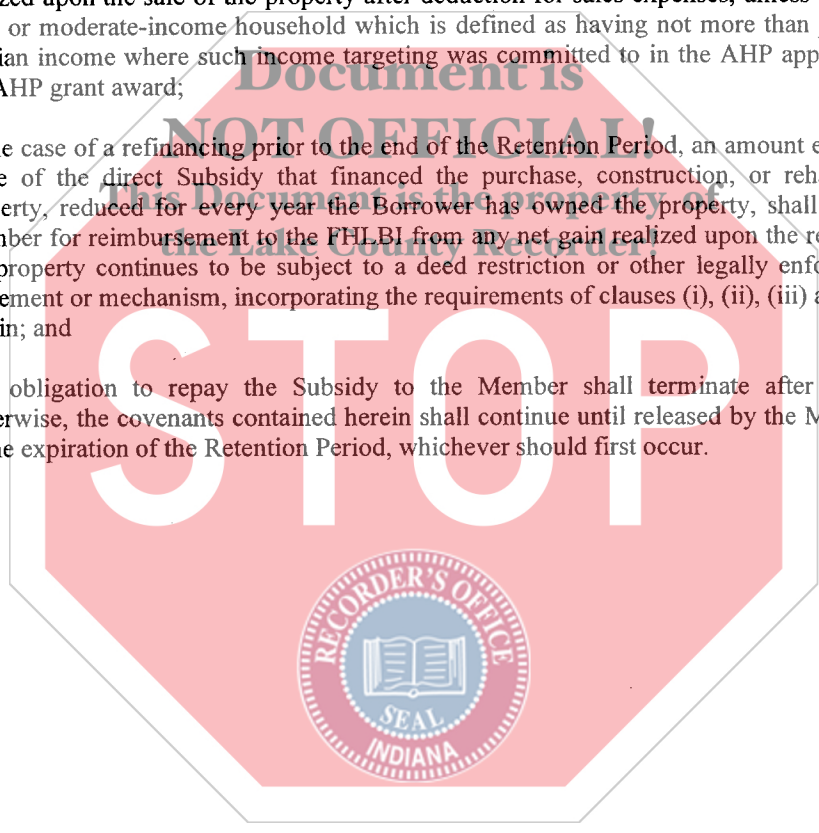 upon the sale of the property after deduction for sales expenses, unless
or moderate-income household which is defined as having not more than
ian income where such income targeting was committed to in the AHP app
AHP grant award;
Document is
NOT OFFICIAL!
This Document is the property of
the Lake County Recorder!
e case of a refinancing prior to the end of the Retention Period, an amount e
e of the direct Subsidy that financed the purchase, construction, or reh
erty, reduced for every year the Borrower has owned the property, shall
ber for reimbursement to the FHLBI from any net gain realized upon the re
property continues to be subject to a deed restriction or other legally enfo
ement or mechanism, incorporating the requirements of clauses (i), (ii), (iii) a
in; and
STOP
obligation to repay the Subsidy to the Member shall terminate after
erwise, the covenants contained herein shall continue until released by the M
e expiration of the Retention Period, whichever should first occur.
RECORDER'S OFFICE
SEAL
INDIANA